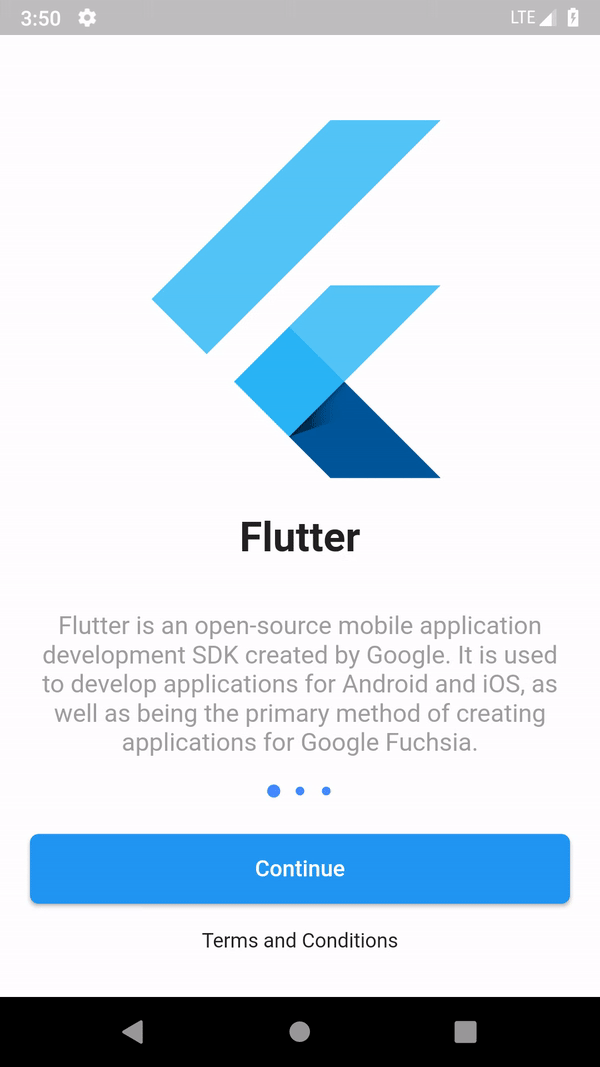 3:50
LTE
Flutter
Flutter is an open-source mobile application
development SDK created by Google. It is used
to develop applications for Android and iOS, as
well as being the primary method of creating
applications for Google Fuchsia.
Continue
Terms and Conditions